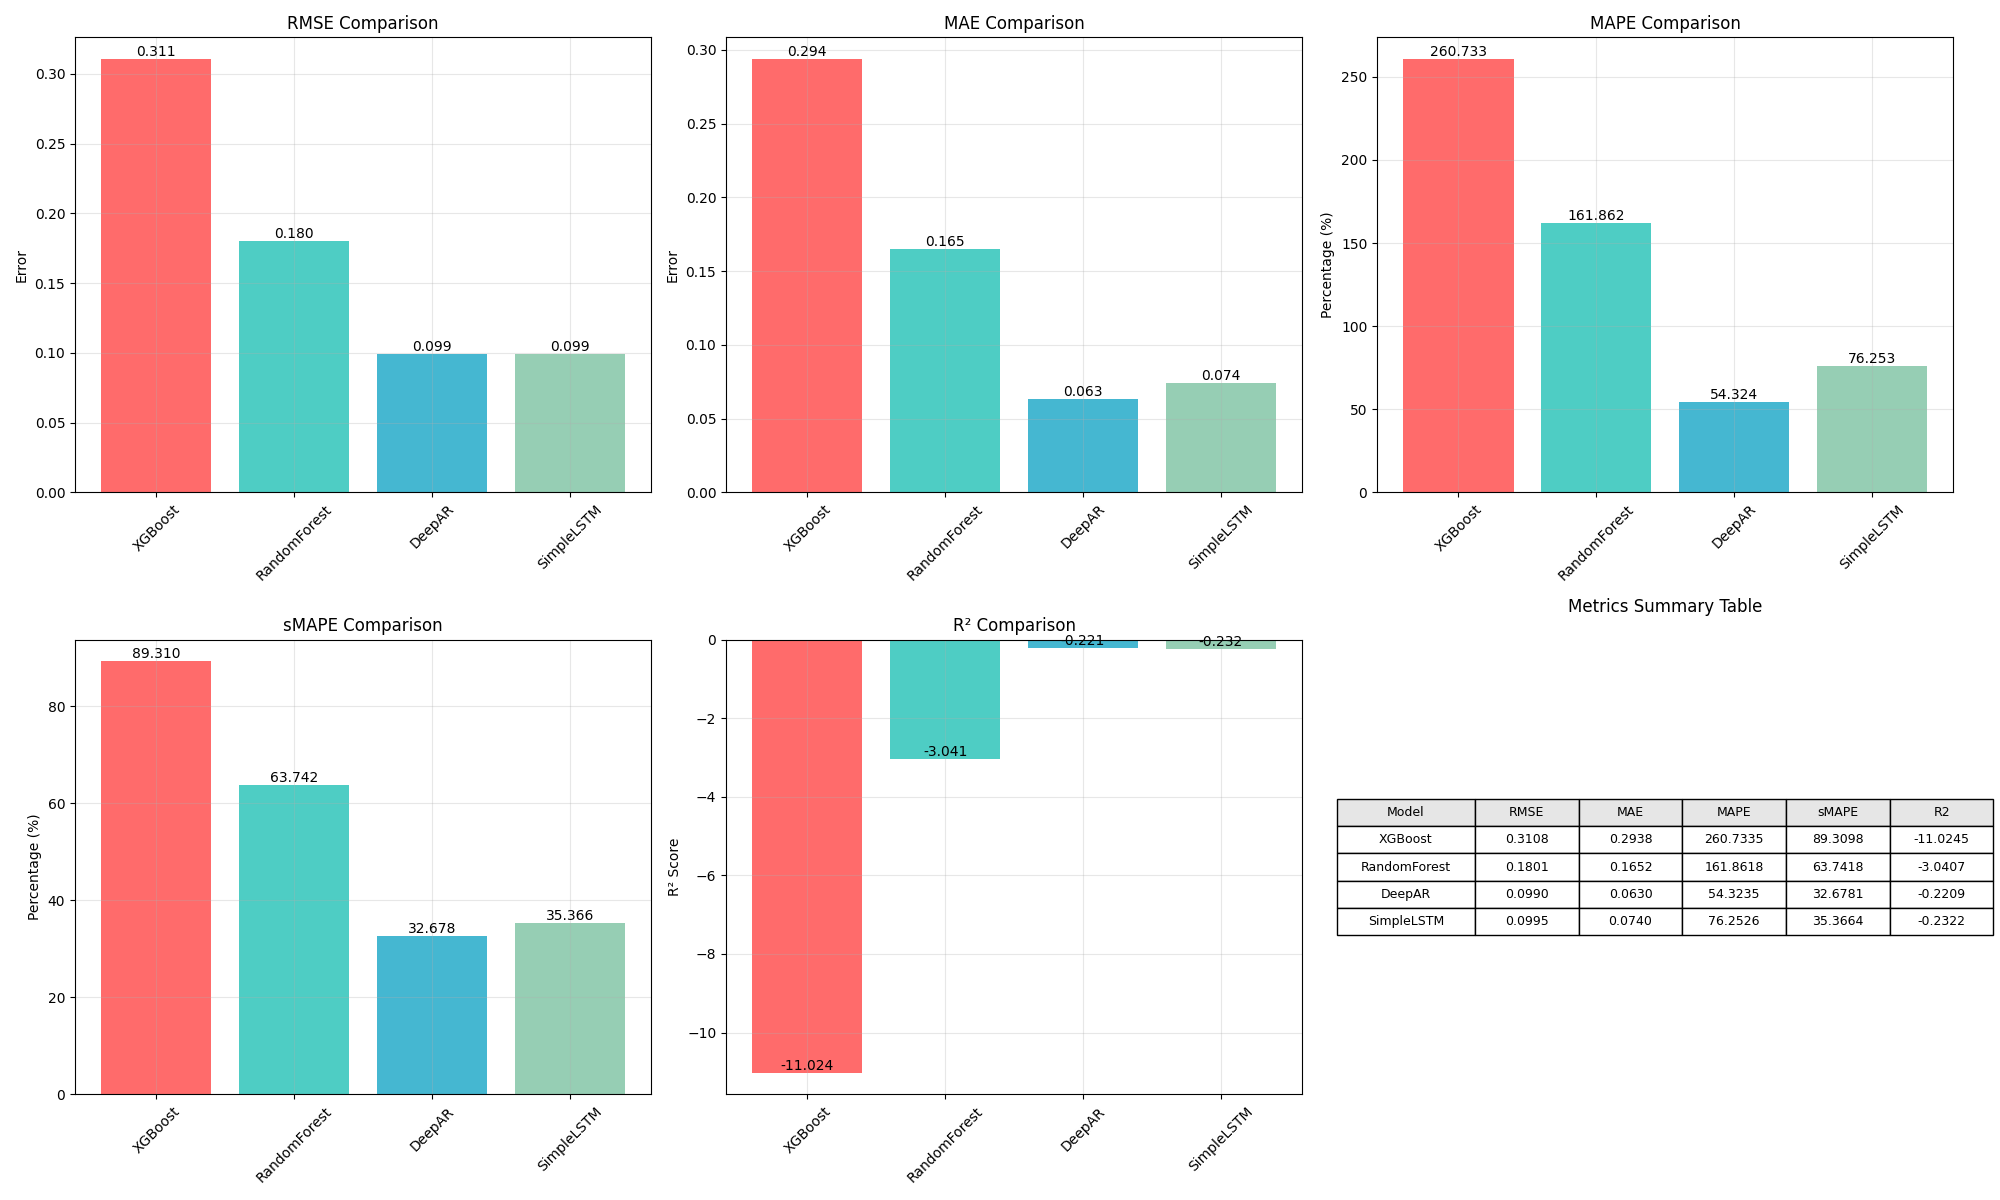 RMSE Comparison
Error
0.30
0.25
0.20
0.15
0.10
0.05
0.00
0.311
0.180
0.099
0.099
XGBoost
RandomForest
DeepAR
SimpleLSTM
MAE Comparison
Error
0.30
0.25
0.20
0.15
0.10
0.05
0.00
0.294
0.165
0.063
0.074
XGBoost
RandomForest
DeepAR
SimpleLSTM
MAPE Comparison
Percentage (%)
250
200
150
100
50
0
260.733
161.862
54.324
76.253
XGBoost
RandomForest
DeepAR
SimpleLSTM
sMAPE Comparison
Percentage (%)
80
60
40
20
0
89.310
63.742
32.678
35.366
XGBoost
RandomForest
DeepAR
SimpleLSTM
R² Comparison
R² Score
0
−2
−4
−6
−8
−10
-11.024
-3.041
-0.221
-0.232
XGBoost
RandomForest
DeepAR
SimpleLSTM
Metrics Summary Table
Model RMSE MAE MAPE sMAPE R2
XGBoost 0.3108 0.2938 260.7335 89.3098 -11.0245
RandomForest 0.1801 0.1652 161.8618 63.7418 -3.0407
DeepAR 0.0990 0.0630 54.3235 32.6781 -0.2209
SimpleLSTM 0.0995 0.0740 76.2526 35.3664 -0.2322